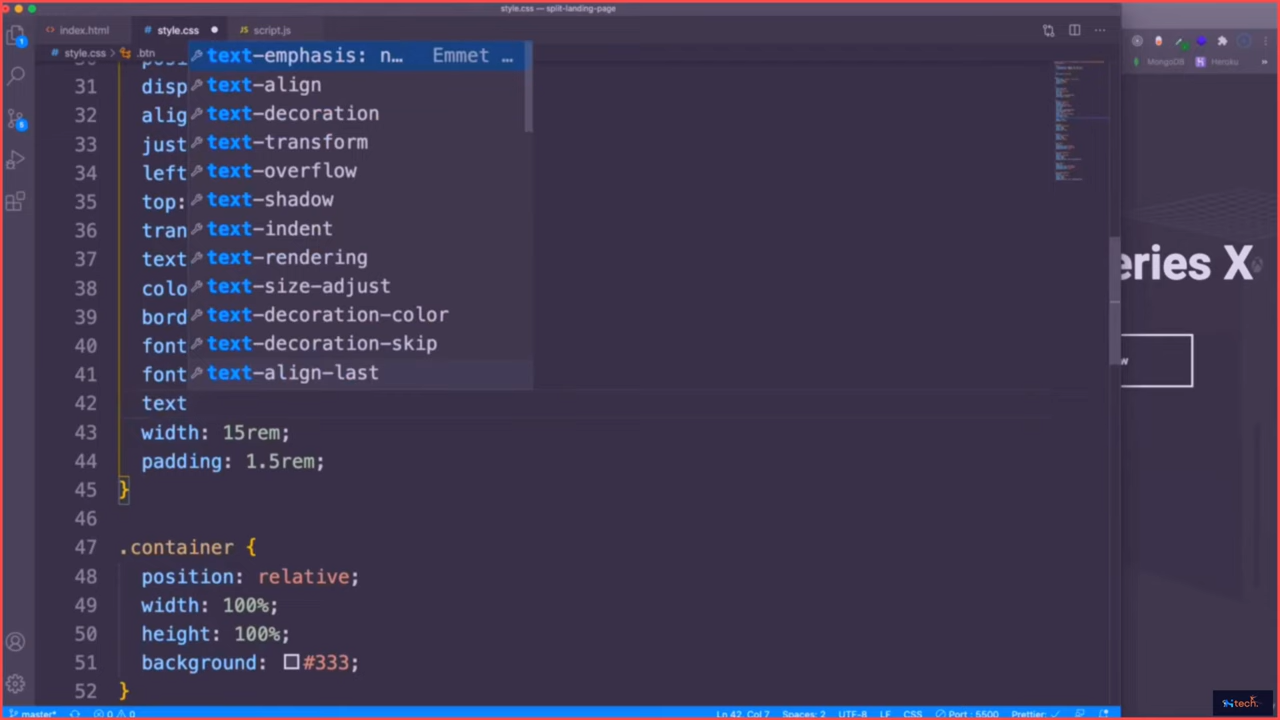 style.css — split-landing-page
index.html
style.css
script.js
style.css > .btn
MongoDB
Heroku
text-emphasis: n… Emmet …
text-align
text-decoration
text-transform
text-overflow
text-shadow
text-indent
text-rendering
text-size-adjust
text-decoration-color
text-decoration-skip
text-align-last
31 disp
32 alig
33 just
34 left
35 top:
36 tran
37 text
38 colo
39 bord
40 font
41 font
42 text
43 width: 15rem;
44 padding: 1.5rem;
45 }
46
47 .container {
48 position: relative;
49 width: 100%;
50 height: 100%;
51 background: #333;
52 }
eries X
w
master*
0 0
Ln 42, Col 7
Spaces: 2
UTF-8
LF
CSS
Port : 5500
Prettier: ✓
tech.